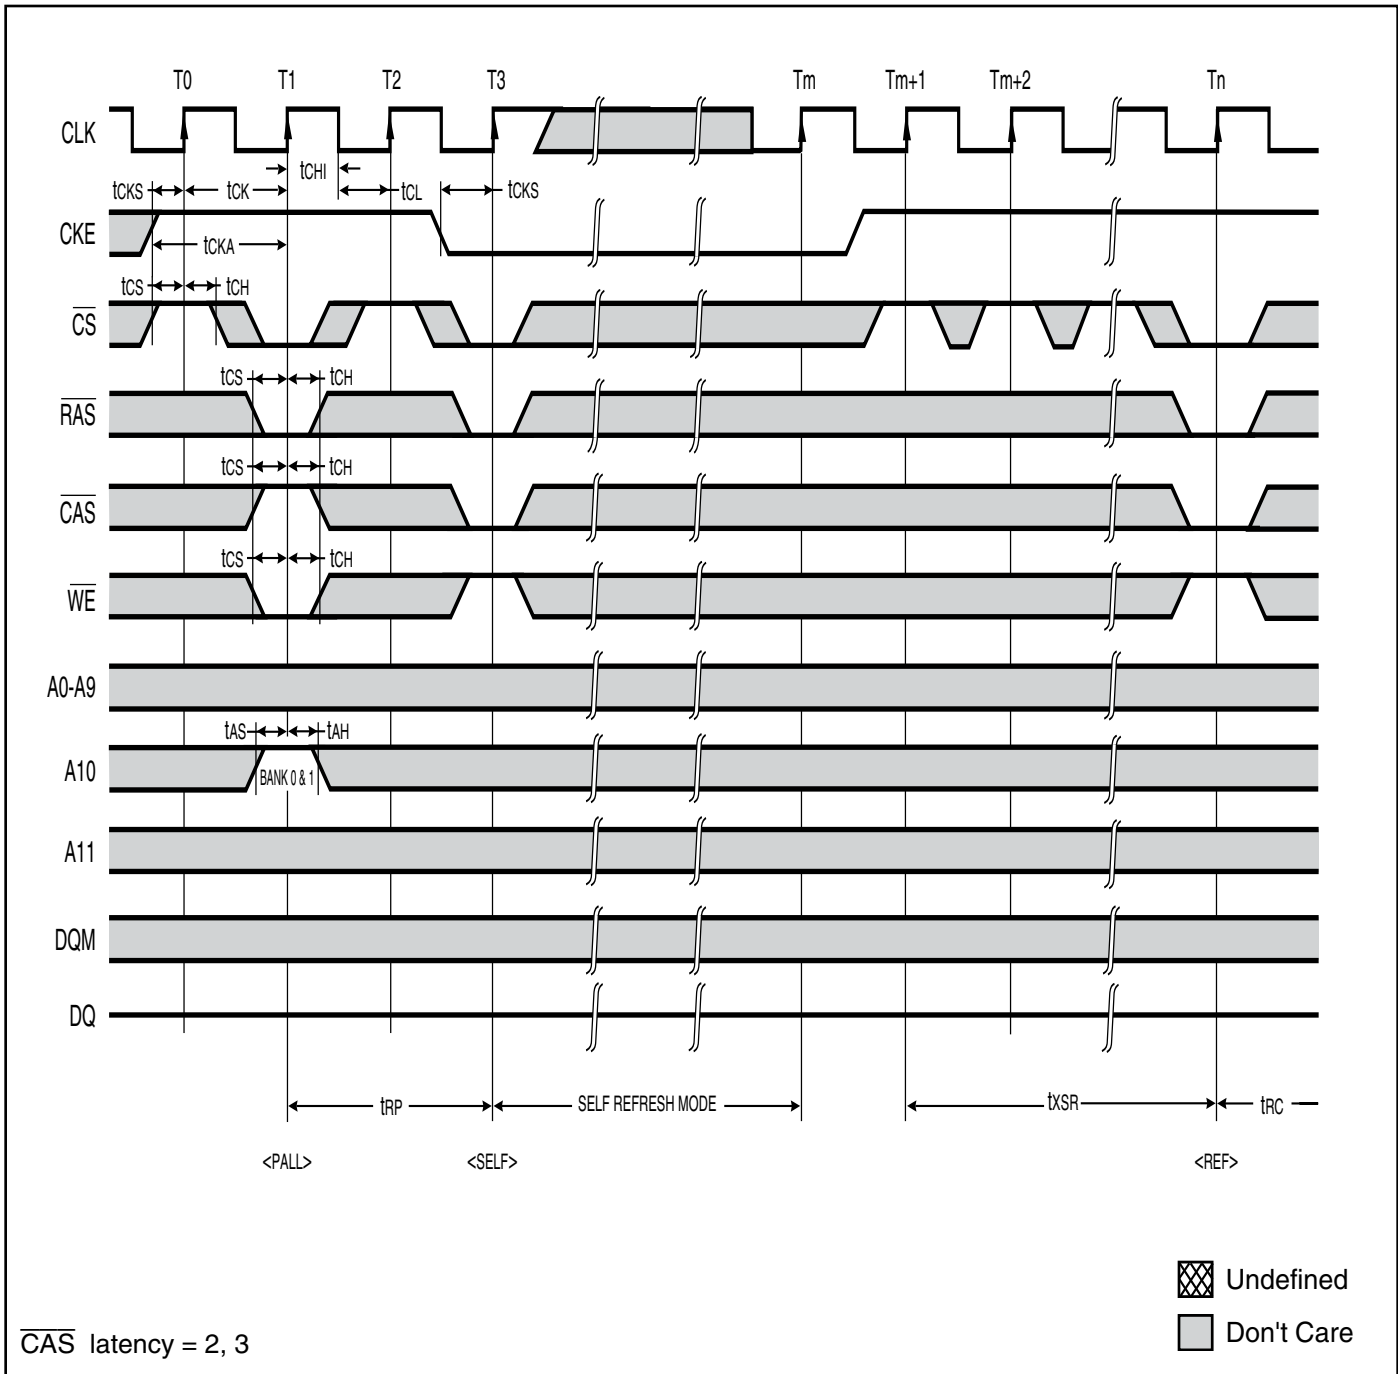 T0 T1 T2 T3 Tm Tm+1 Tm+2 Tn
CLK
tCHI
tCKS tCK tCL tCKS
CKE
tCKA
tCS tCH
CS
tCS tCH
RAS
tCS tCH
CAS
tCS tCH
WE
A0-A9
tAS tAH
A10
BANK 0 & 1
A11
DQM
DQ
tRP SELF REFRESH MODE tXSR tRC
<PALL> <SELF> <REF>
Undefined
Don't Care
CAS latency = 2, 3